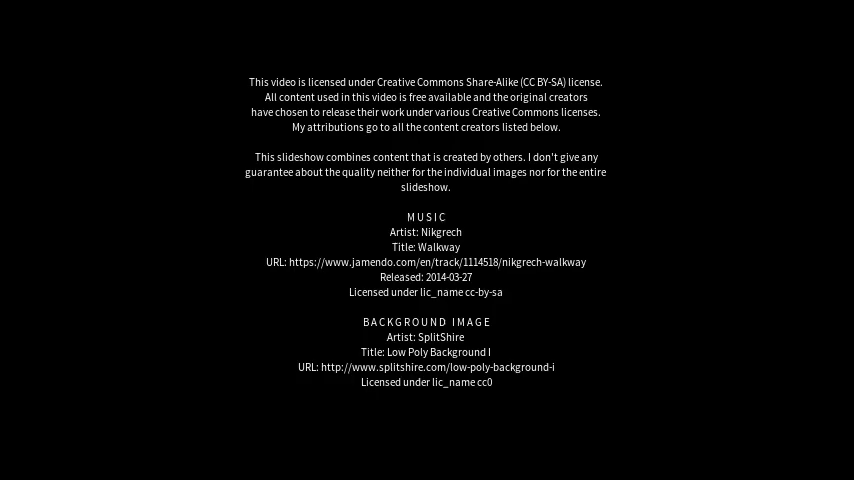 This video is licensed under Creative Commons Share-Alike (CC BY-SA) license.
All content used in this video is free available and the original creators
have chosen to release their work under various Creative Commons licenses.
My attributions go to all the content creators listed below.
This slideshow combines content that is created by others. I don't give any
guarantee about the quality neither for the individual images nor for the entire
slideshow.
MUSIC
Artist: Nikgrech
Title: Walkway
URL: https://www.jamendo.com/en/track/1114518/nikgrech-walkway
Released: 2014-03-27
Licensed under lic_name cc-by-sa
BACKGROUND IMAGE
Artist: SplitShire
Title: Low Poly Background I
URL: http://www.splitshire.com/low-poly-background-i
Licensed under lic_name cc0